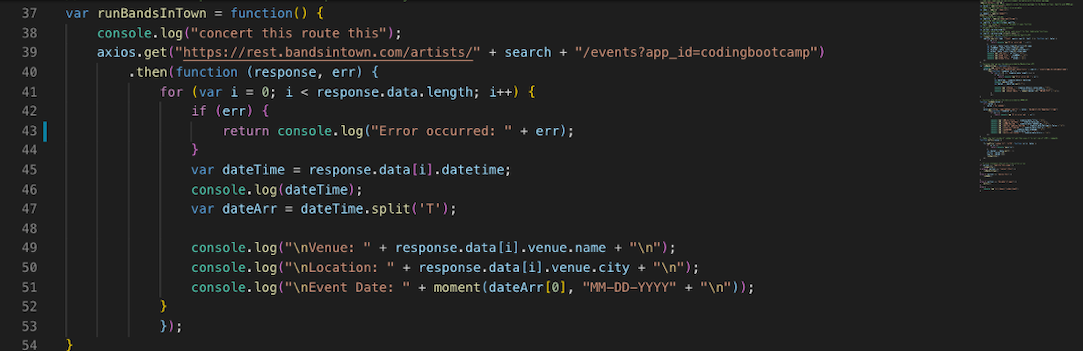 37 var runBandsInTown = function() {
38 console.log("concert this route this");
39 axios.get("https://rest.bandsintown.com/artists/" + search + "/events?app_id=codingbootcamp")
40 .then(function (response, err) {
41 for (var i = 0; i < response.data.length; i++) {
42 if (err) {
43 return console.log("Error occurred: " + err);
44 }
45 var dateTime = response.data[i].datetime;
46 console.log(dateTime);
47 var dateArr = dateTime.split('T');
48
49 console.log("\nVenue: " + response.data[i].venue.name + "\n");
50 console.log("\nLocation: " + response.data[i].venue.city + "\n");
51 console.log("\nEvent Date: " + moment(dateArr[0], "MM-DD-YYYY" + "\n"));
52 }
53 });
54 }